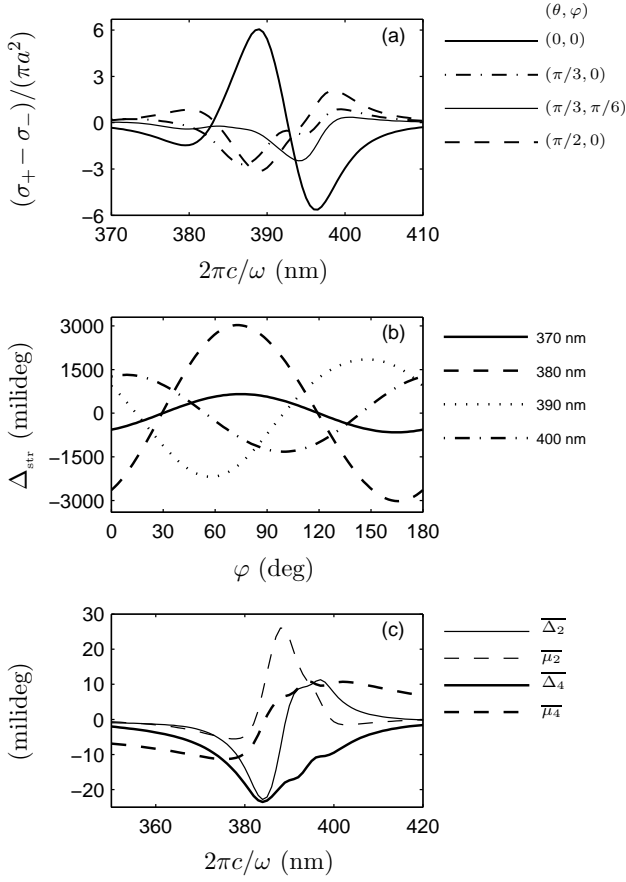 (θ, φ)
(a)
(0, 0)
(π/3, 0)
(π/3, π/6)
(π/2, 0)
6
3
0
−3
−6
(σ+ − σ−)/(πa²)
370 380 390 400 410
2πc/ω (nm)
(b)
370 nm
380 nm
390 nm
400 nm
3000
1500
0
−1500
−3000
Δstr (milideg)
0 30 60 90 120 150 180
φ (deg)
(c)
Δ2
μ2
Δ4
μ4
30
20
10
0
−10
−20
(milideg)
360 380 400 420
2πc/ω (nm)